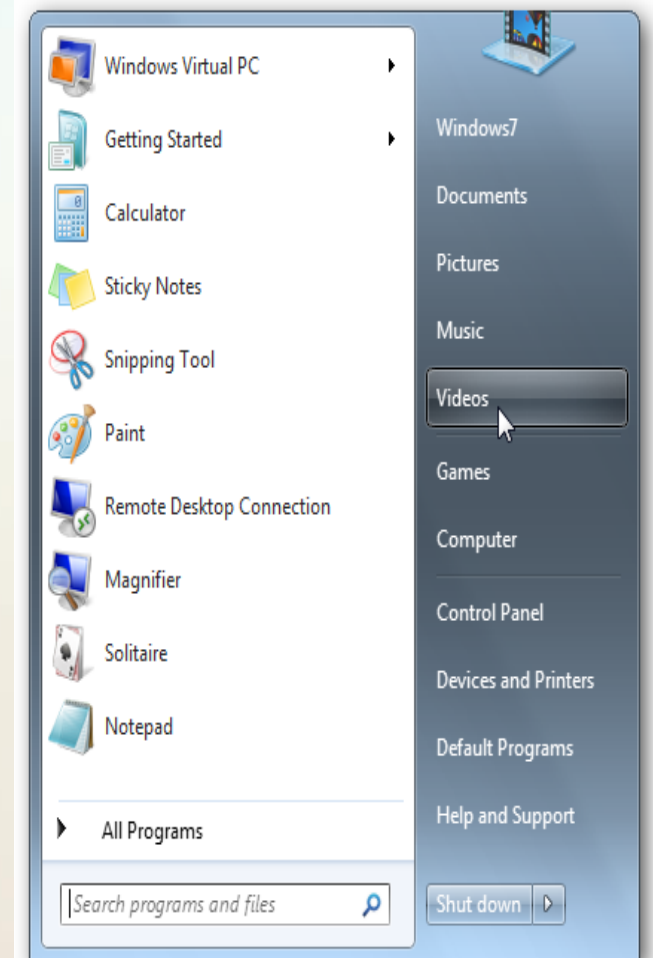 Windows Virtual PC
Getting Started
Calculator
Sticky Notes
Snipping Tool
Paint
Remote Desktop Connection
Magnifier
Solitaire
Notepad
All Programs
Search programs and files
Windows7
Documents
Pictures
Music
Videos
Games
Computer
Control Panel
Devices and Printers
Default Programs
Help and Support
Shut down